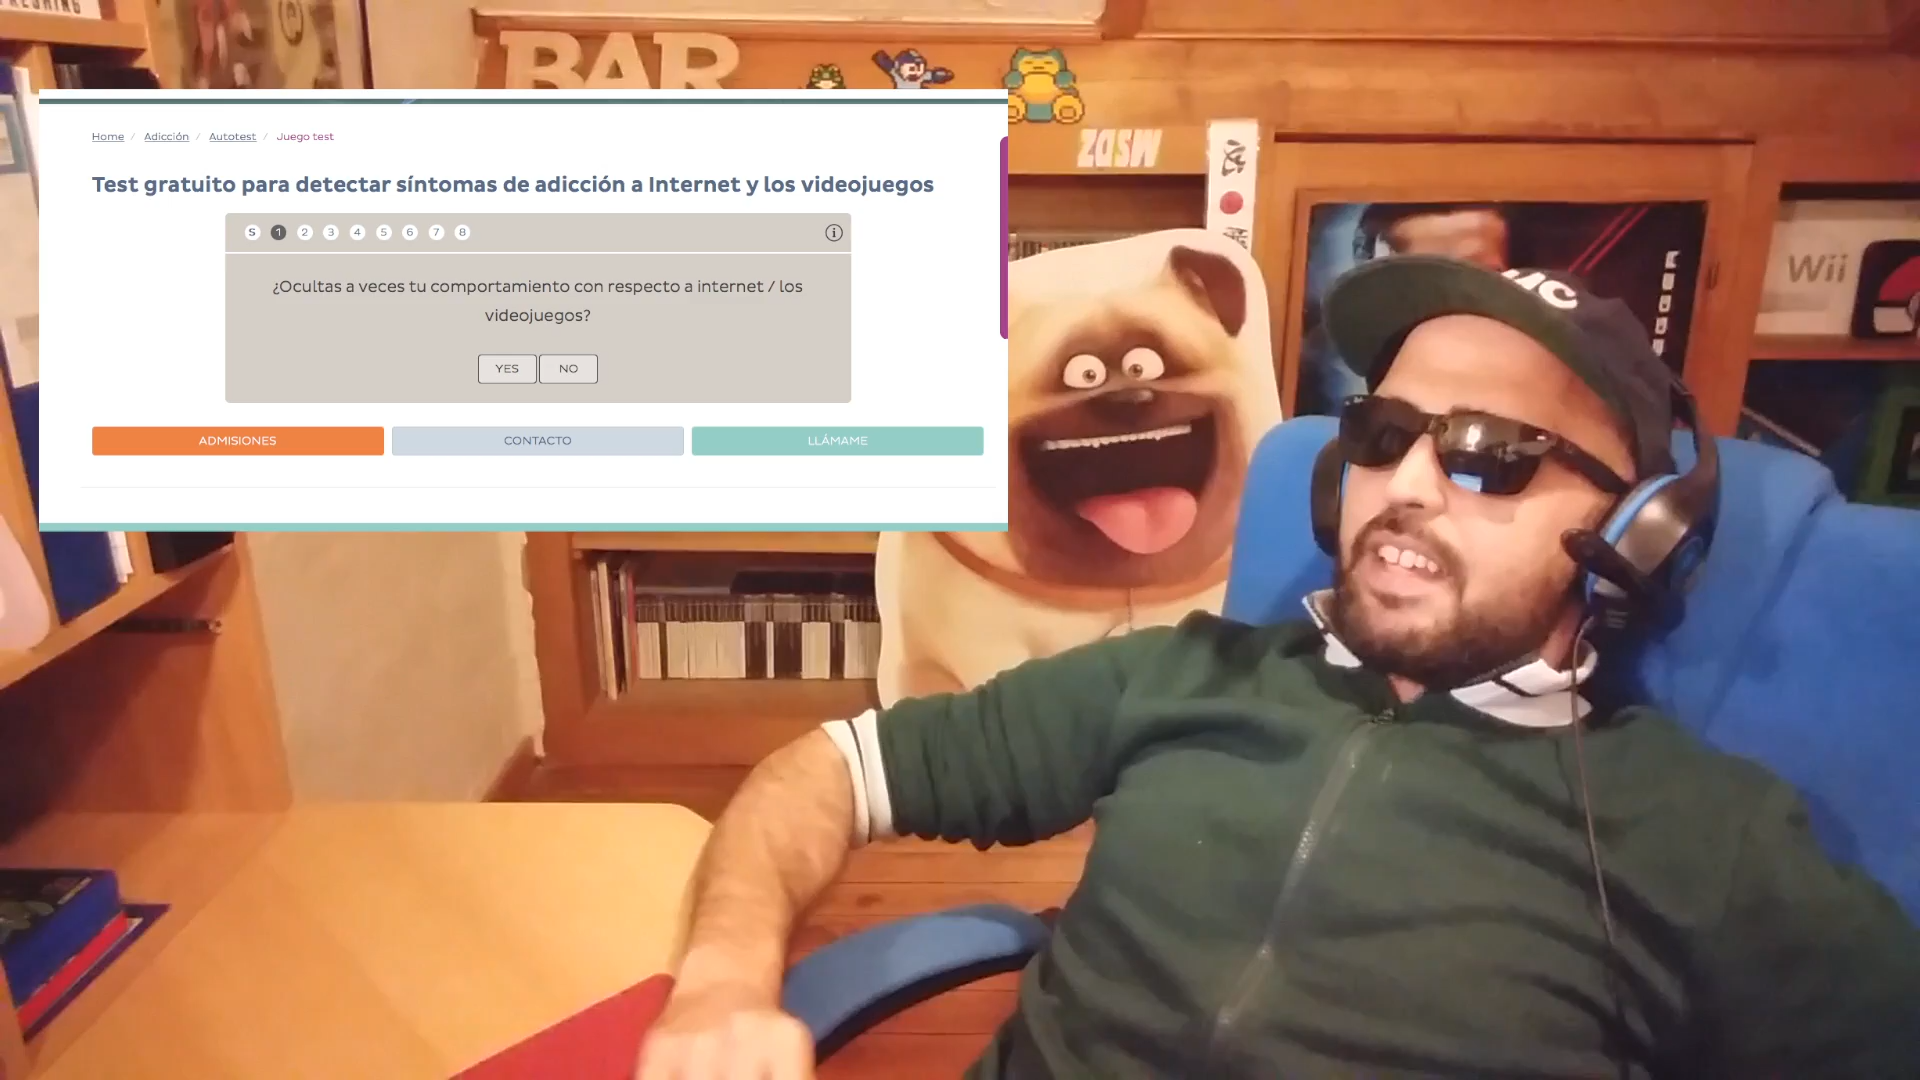 BAR
Home / Adicción / Autotest / Juego test
Test gratuito para detectar síntomas de adicción a Internet y los videojuegos
S 1 2 3 4 5 6 7 8
¿Ocultas a veces tu comportamiento con respecto a internet / los
videojuegos?
YES NO
ADMISIONES CONTACTO LLÁMAME
Wii